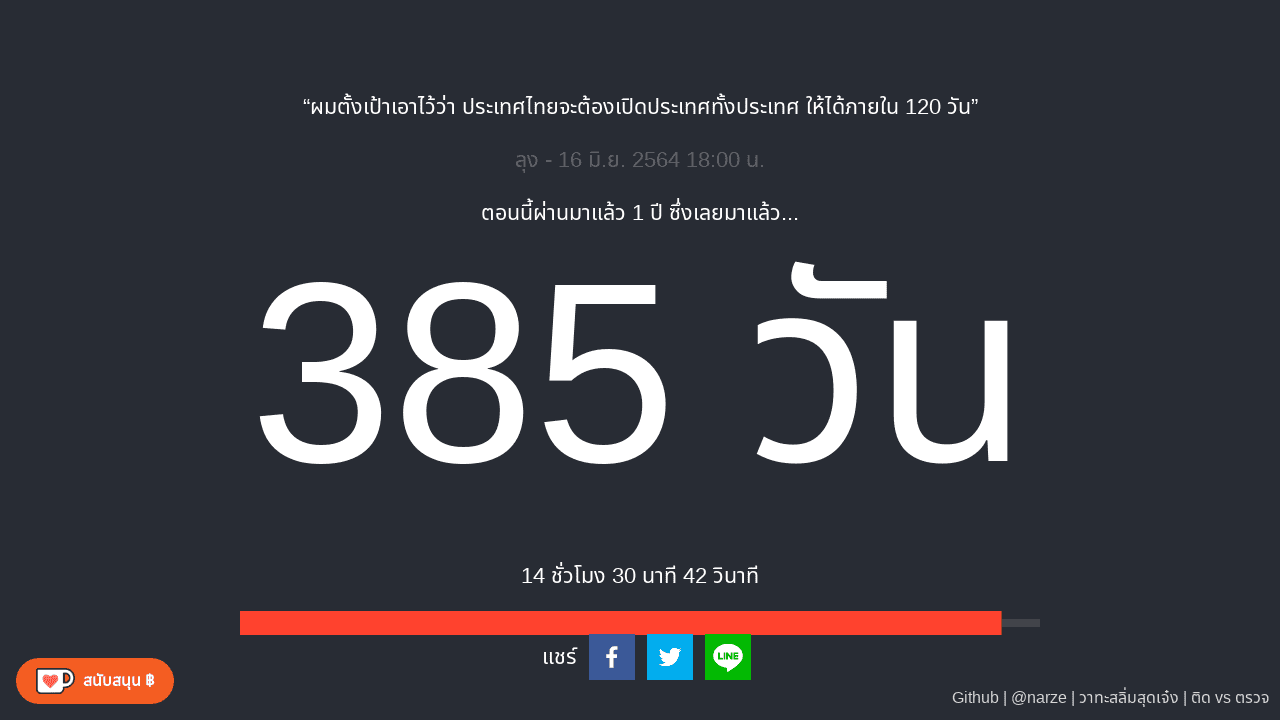 “ผมตั้งเป้าเอาไว้ว่า ประเทศไทยจะต้องเปิดประเทศทั้งประเทศ ให้ได้ภายใน 120 วัน”
ลุง - 16 มิ.ย. 2564 18:00 น.
ตอนนี้ผ่านมาแล้ว 1 ปี ซึ่งเลยมาแล้ว...
385 วัน
14 ชั่วโมง 30 นาที 42 วินาที
แชร์
LINE
สนับสนุน ฿
Github | @narze | วาทะสลิ่มสุดเจ๋ง | ติด vs ตรวจ